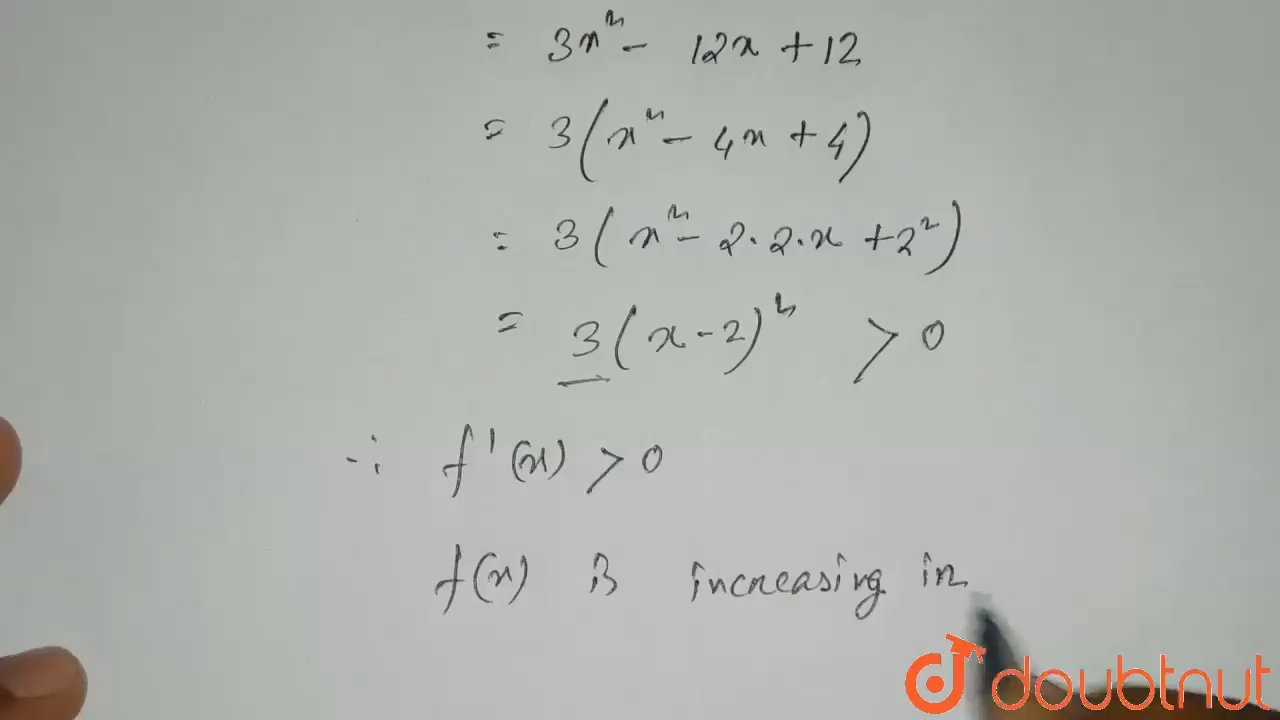 = 3x² - 12x + 12
= 3(x² - 4x + 4)
= 3(x² - 2·2·x + 2²)
= 3(x-2)² > 0
∴ f'(x) > 0
f(x) is increasing in
doubtnut